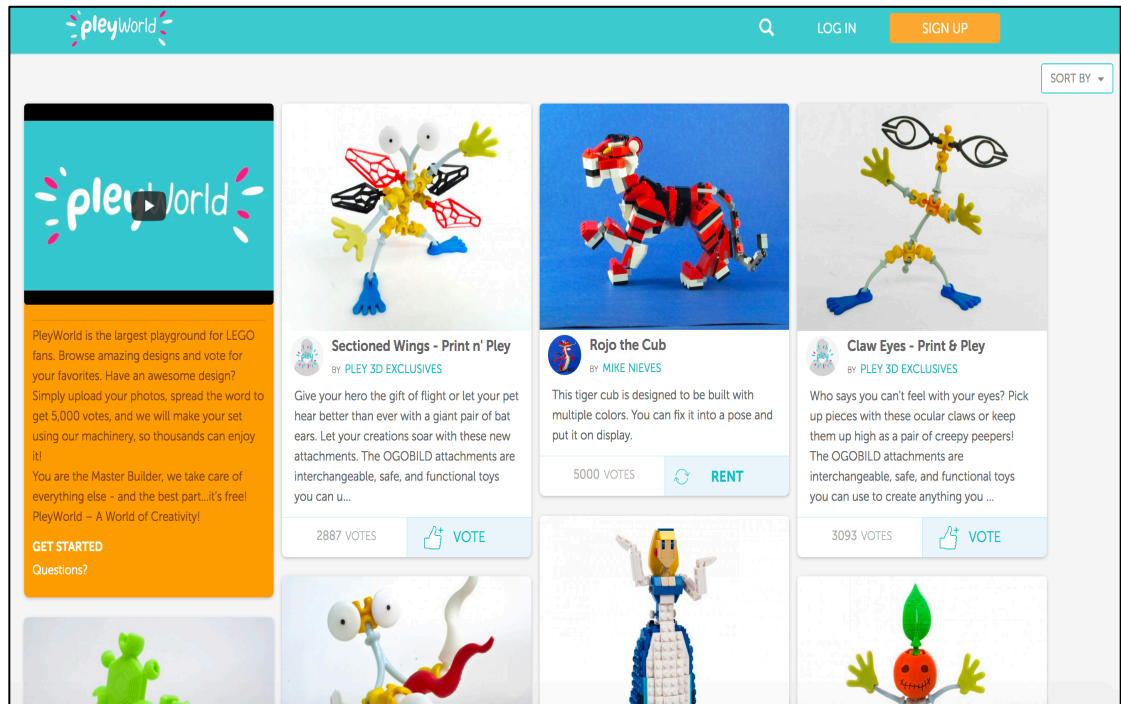 pleyWorld
LOG IN
SIGN UP
SORT BY
pleyWorld
PleyWorld is the largest playground for LEGO
fans. Browse amazing designs and vote for
your favorites. Have an awesome design?
Simply upload your photos, spread the word to
get 5,000 votes, and we will make your set
using our machinery, so thousands can enjoy
it!
You are the Master Builder, we take care of
everything else - and the best part...it's free!
PleyWorld – A World of Creativity!
GET STARTED
Questions?
pley
Sectioned Wings - Print n' Pley
BY PLEY 3D EXCLUSIVES
Give your hero the gift of flight or let your pet
hear better than ever with a giant pair of bat
ears. Let your creations soar with these new
attachments. The OGOBILD attachments are
interchangeable, safe, and functional toys
you can u...
2887 VOTES
VOTE
Rojo the Cub
BY MIKE NIEVES
This tiger cub is designed to be built with
multiple colors. You can fix it into a pose and
put it on display.
5000 VOTES
RENT
pley
Claw Eyes - Print & Pley
BY PLEY 3D EXCLUSIVES
Who says you can't feel with your eyes? Pick
up pieces with these ocular claws or keep
them up high as a pair of creepy peepers!
The OGOBILD attachments are
interchangeable, safe, and functional toys
you can use to create anything you ...
3093 VOTES
VOTE